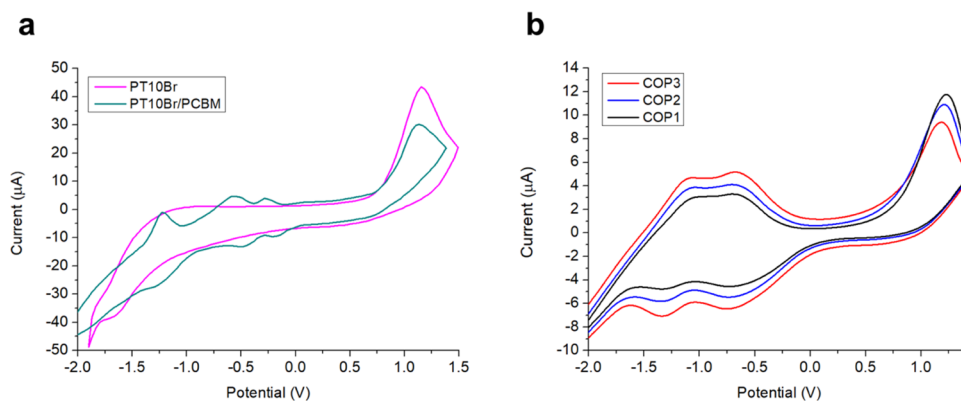 a
50
40
30
20
10
0
-10
-20
-30
-40
-50
Current (μA)
PT10Br
PT10Br/PCBM
-2.0 -1.5 -1.0 -0.5 0.0 0.5 1.0 1.5
Potential (V)
b
14
12
10
8
6
4
2
0
-2
-4
-6
-8
-10
Current (μA)
COP3
COP2
COP1
-2.0 -1.5 -1.0 -0.5 0.0 0.5 1.0
Potential (V)